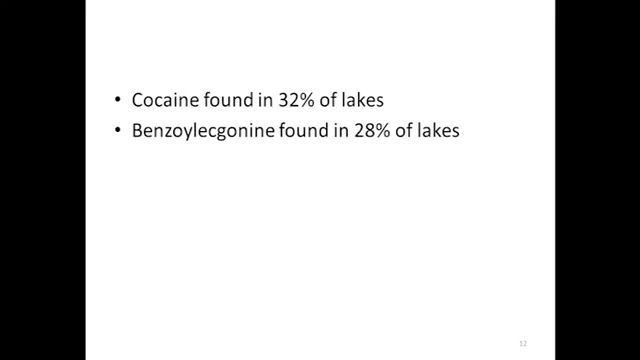 • Cocaine found in 32% of lakes
• Benzoylecgonine found in 28% of lakes
12